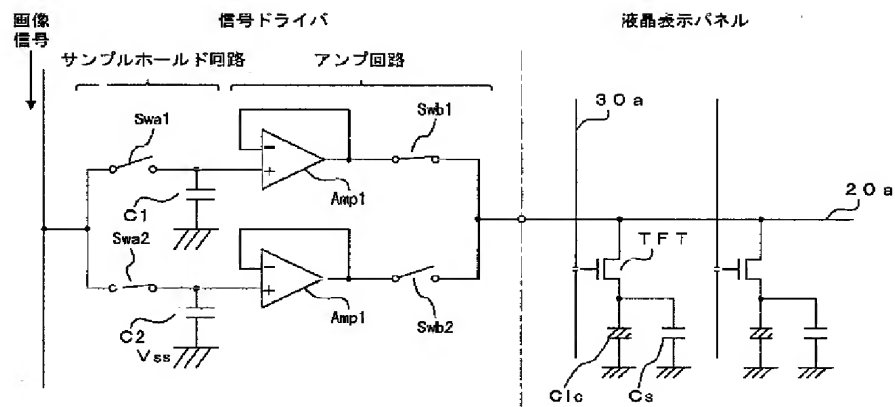 画像
信号
信号ドライバ
液晶表示パネル
サンプルホールド回路
アンプ回路
30a
Swa1
Swb1
C1
Amp1
20a
Swa2
TFT
C2
Vss
Amp1
Swb2
Clc
Cs